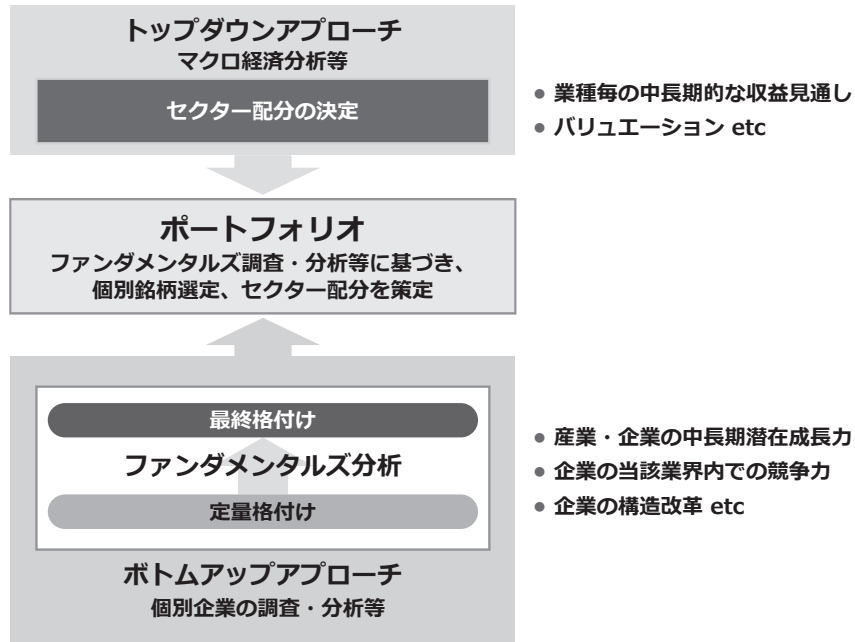 トップダウンアプローチ
マクロ経済分析等
セクター配分の決定
● 業種毎の中長期的な収益見通し
● バリュエーション etc
ポートフォリオ
ファンダメンタルズ調査・分析等に基づき、
個別銘柄選定、セクター配分を策定
最終格付け
ファンダメンタルズ分析
定量格付け
● 産業・企業の中長期潜在成長力
● 企業の当該業界内での競争力
● 企業の構造改革 etc
ボトムアップアプローチ
個別企業の調査・分析等